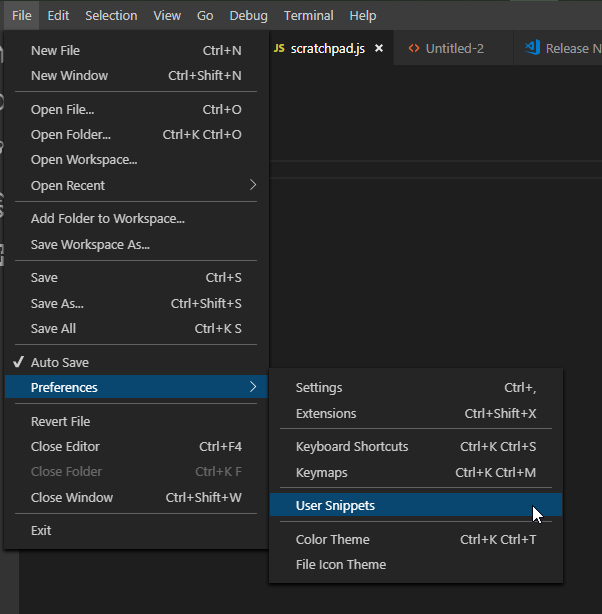 File Edit Selection View Go Debug Terminal Help
JS scratchpad.js × <> Untitled-2 Release N
New File Ctrl+N
New Window Ctrl+Shift+N
Open File... Ctrl+O
Open Folder... Ctrl+K Ctrl+O
Open Workspace...
Open Recent
Add Folder to Workspace...
Save Workspace As...
Save Ctrl+S
Save As... Ctrl+Shift+S
Save All Ctrl+K S
Auto Save
Preferences
Revert File
Close Editor Ctrl+F4
Close Folder Ctrl+K F
Close Window Ctrl+Shift+W
Exit
Settings Ctrl+,
Extensions Ctrl+Shift+X
Keyboard Shortcuts Ctrl+K Ctrl+S
Keymaps Ctrl+K Ctrl+M
User Snippets
Color Theme Ctrl+K Ctrl+T
File Icon Theme